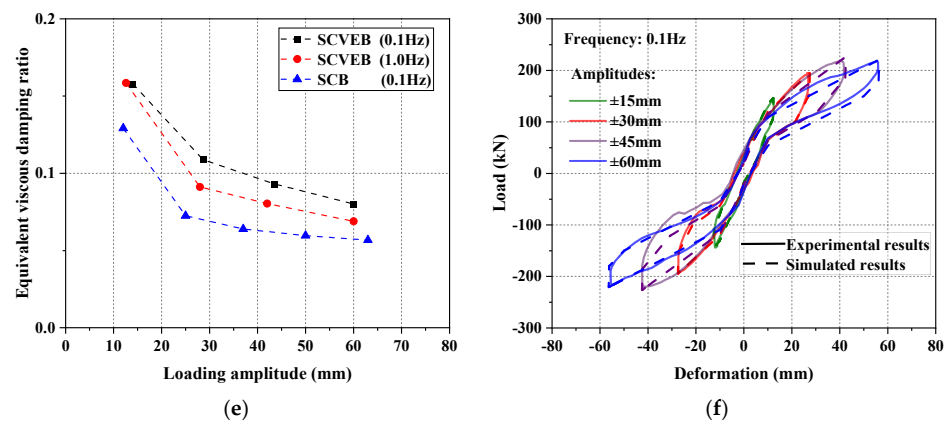 0.2
0.1
0.0
Equivalent viscous damping ratio
SCVEB (0.1Hz)
SCVEB (1.0Hz)
SCB (0.1Hz)
0 10 20 30 40 50 60 70 80
Loading amplitude (mm)
(e)
300
200
100
0
-100
-200
-300
Load (kN)
Frequency: 0.1Hz
Amplitudes:
±15mm
±30mm
±45mm
±60mm
Experimental results
Simulated results
-80 -60 -40 -20 0 20 40 60 80
Deformation (mm)
(f)